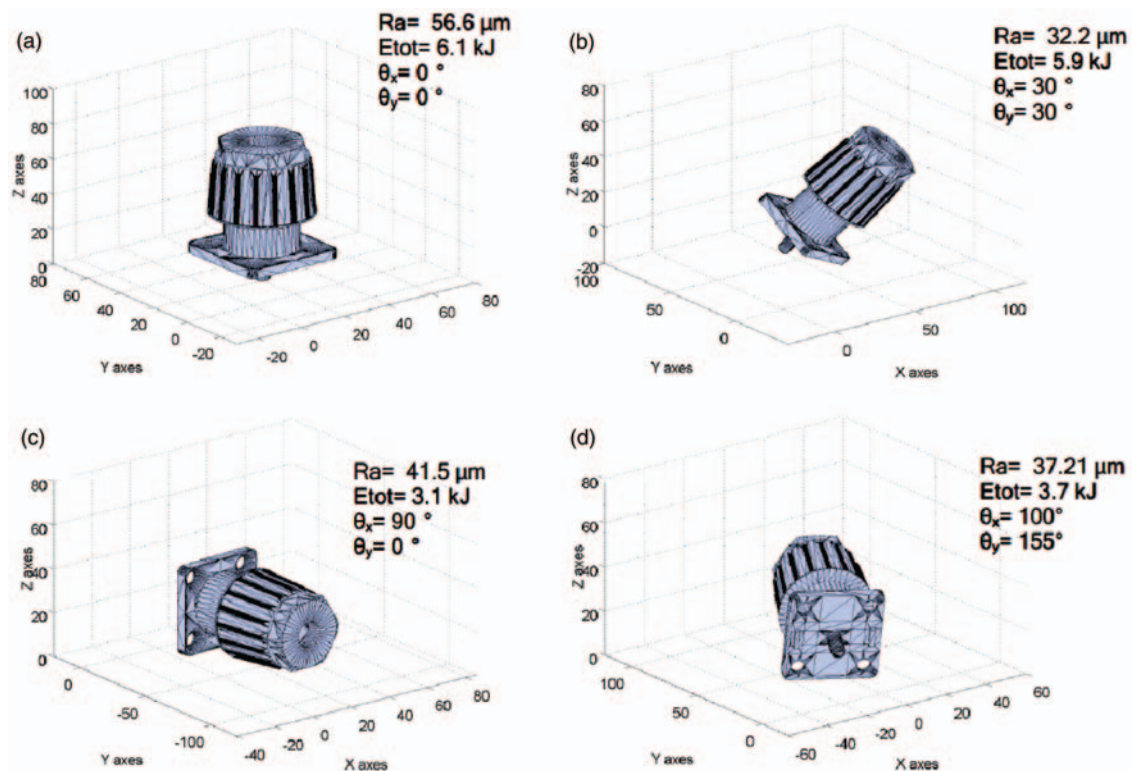 (a)
Ra= 56.6 µm
Etot= 6.1 kJ
θx= 0 °
θy= 0 °
Z axes
100
80
60
40
20
0
80
60
40
20
0
-20
Y axes
-20
0
20
40
60
80
(b)
Ra= 32.2 µm
Etot= 5.9 kJ
θx= 30 °
θy= 30 °
Z axes
80
60
40
20
0
-20
100
50
0
Y axes
0
50
100
X axes
(c)
Ra= 41.5 µm
Etot= 3.1 kJ
θx= 90 °
θy= 0 °
Z axes
80
60
40
20
0
0
-50
-100
Y axes
-40
-20
0
20
40
60
80
X axes
(d)
Ra= 37.21 µm
Etot= 3.7 kJ
θx= 100°
θy= 155°
Z axes
80
60
40
20
0
100
50
0
Y axes
-60
-40
-20
0
20
40
60
X axes